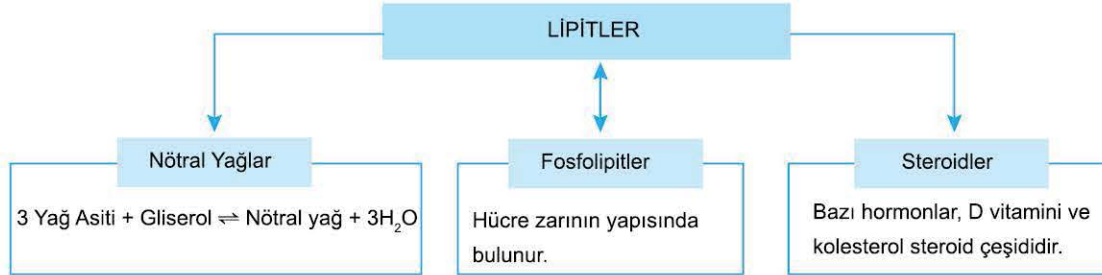 LİPİTLER
Nötral Yağlar
3 Yağ Asiti + Gliserol ⇌ Nötral yağ + 3H₂O
Fosfolipitler
Hücre zarının yapısında
bulunur.
Steroidler
Bazı hormonlar, D vitamini ve
kolesterol steroid çeşididir.